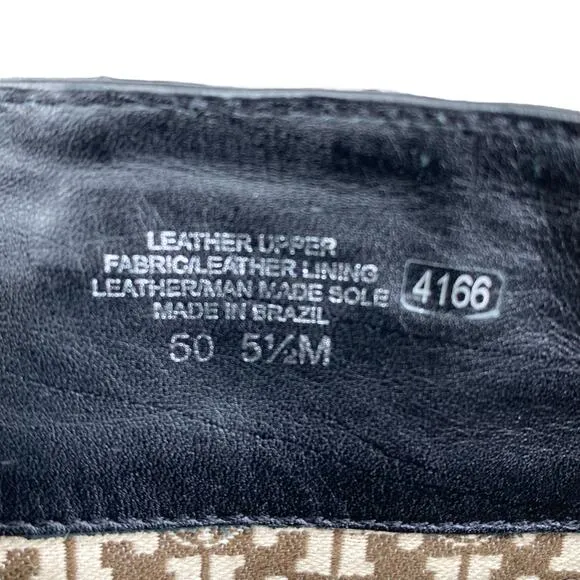 LEATHER UPPER
FABRIC/LEATHER LINING
LEATHER/MAN MADE SOLE
MADE IN BRAZIL
4166
50 5½M